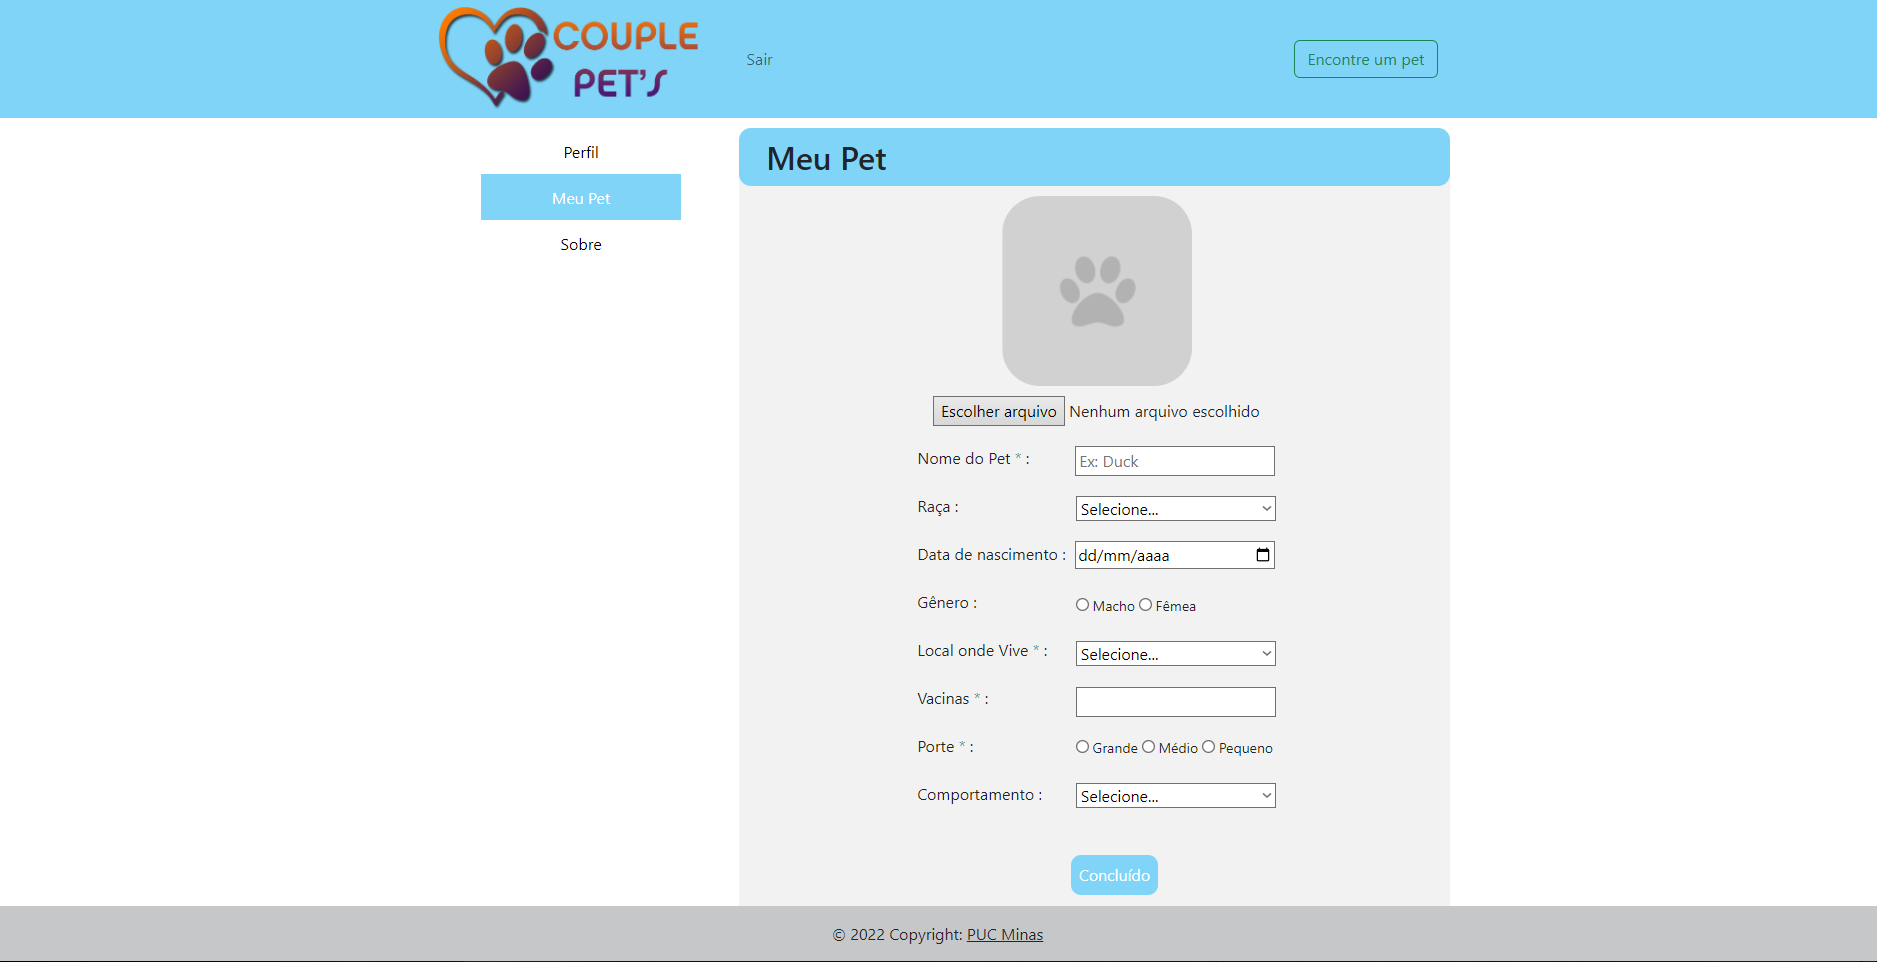 COUPLE
PET'S
Sair
Encontre um pet
Perfil
Meu Pet
Sobre
Meu Pet
Escolher arquivo Nenhum arquivo escolhido
Nome do Pet * : Ex: Duck
Raça : Selecione...
Data de nascimento : dd/mm/aaaa
Gênero : Macho Fêmea
Local onde Vive * : Selecione...
Vacinas * :
Porte * : Grande Médio Pequeno
Comportamento : Selecione...
Concluído
© 2022 Copyright: PUC Minas